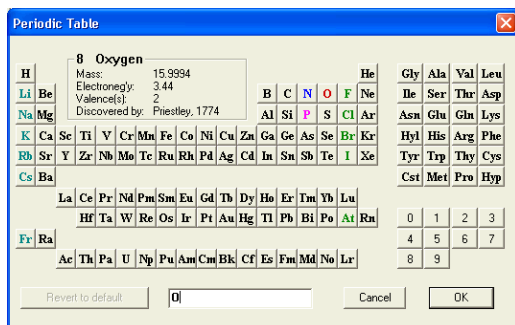 Periodic Table
8 Oxygen
Mass: 15.9994
Electroneg'y: 3.44
Valence(s): 2
Discovered by: Priestley, 1774
H He Gly Ala Val Leu
Li Be B C N O F Ne Ile Ser Thr Asp
Na Mg Al Si P S Cl Ar Asn Glu Gln Lys
K Ca Sc Ti V Cr Mn Fe Co Ni Cu Zn Ga Ge As Se Br Kr Hyl His Arg Phe
Rb Sr Y Zr Nb Mo Tc Ru Rh Pd Ag Cd In Sn Sb Te I Xe Tyr Trp Thy Cys
Cs Ba Cst Met Pro Hyp
La Ce Pr Nd Pm Sm Eu Gd Tb Dy Ho Er Tm Yb Lu
Hf Ta W Re Os Ir Pt Au Hg Tl Pb Bi Po At Rn 0 1 2 3
Fr Ra 4 5 6 7
Ac Th Pa U Np Pu Am Cm Bk Cf Es Fm Md No Lr 8 9
Revert to default O Cancel OK